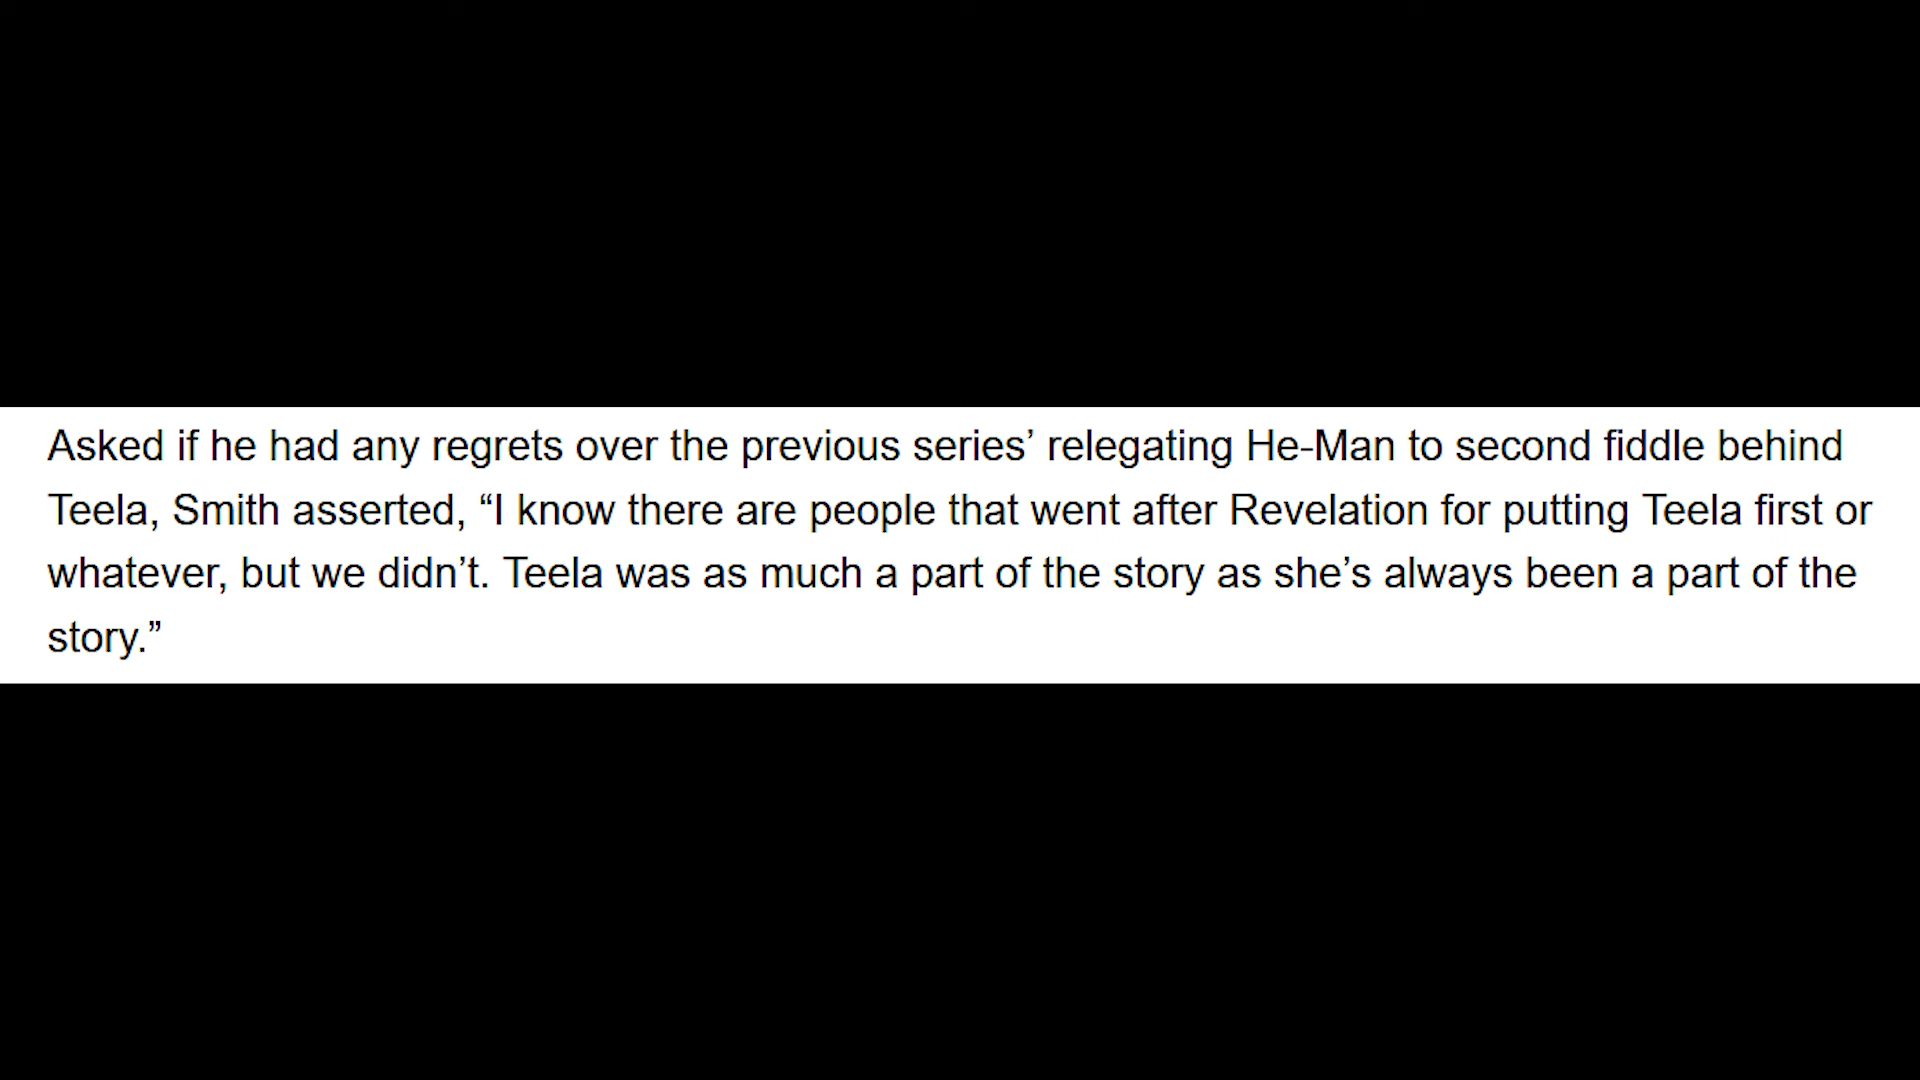 Asked if he had any regrets over the previous series’ relegating He-Man to second fiddle behind
Teela, Smith asserted, “I know there are people that went after Revelation for putting Teela first or
whatever, but we didn’t. Teela was as much a part of the story as she’s always been a part of the
story.”